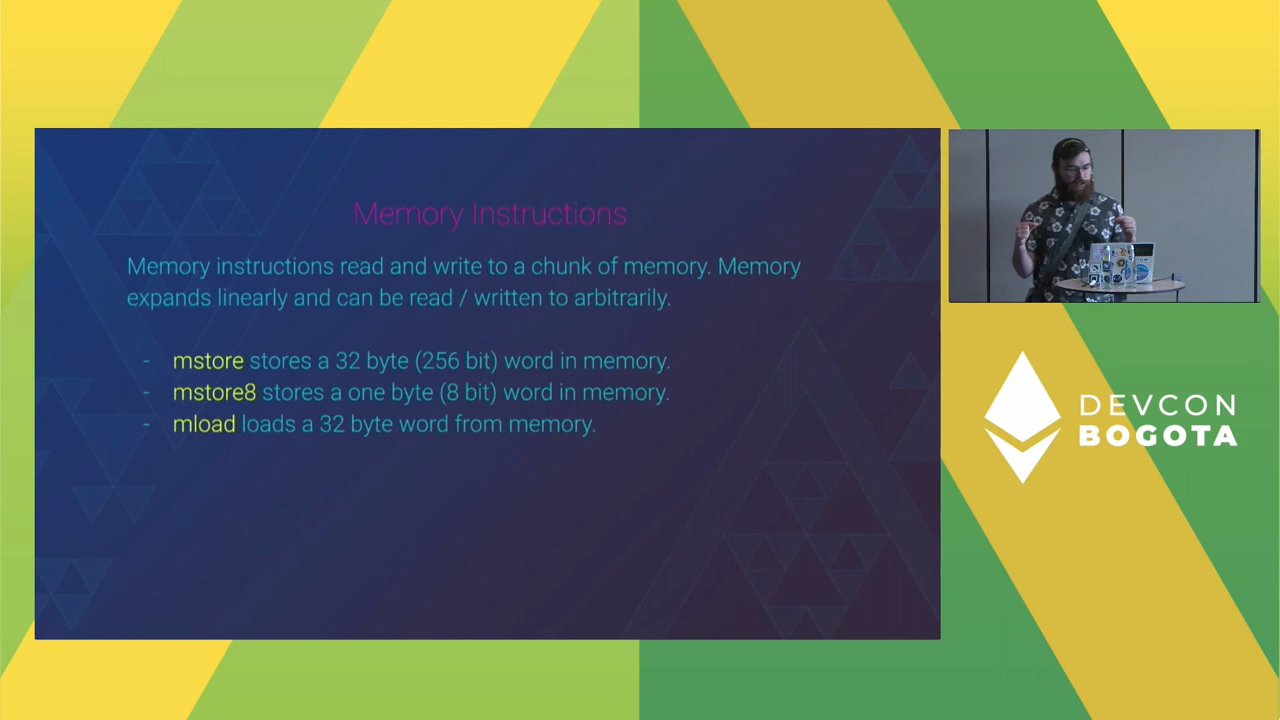 Memory Instructions
Memory instructions read and write to a chunk of memory. Memory
expands linearly and can be read / written to arbitrarily.
- mstore stores a 32 byte (256 bit) word in memory.
- mstore8 stores a one byte (8 bit) word in memory.
- mload loads a 32 byte word from memory.
DEVCON
BOGOTA